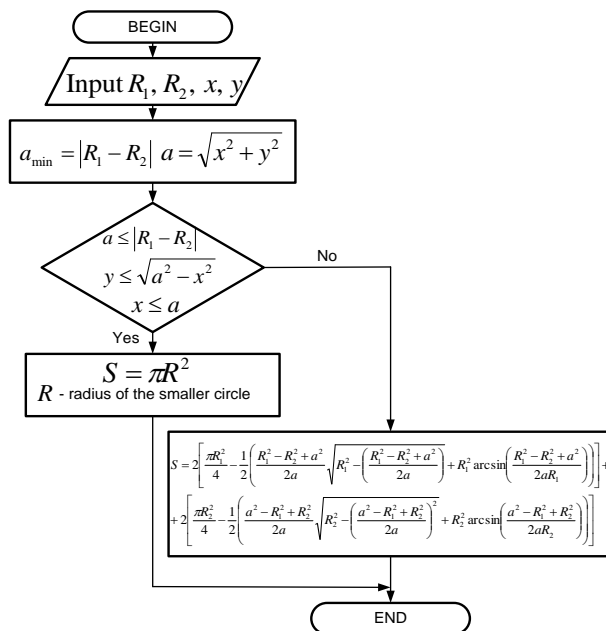 BEGIN
Input R₁, R₂, x, y
a_min = |R₁ − R₂| a = √(x² + y²)
a ≤ |R₁ − R₂|
y ≤ √(a² − x²)
x ≤ a
No
Yes
S = πR²
R - radius of the smaller circle
S = 2[πR₁²/4 − 1/2((R₁² − R₂² + a²)/2a √(R₁² − ((R₁² − R₂² + a²)/2a)) + R₁² arcsin((R₁² − R₂² + a²)/2aR₁))] +
+ 2[πR₂²/4 − 1/2((a² − R₁² + R₂²)/2a √(R₂² − ((a² − R₁² + R₂²)/2a)²) + R₂² arcsin((a² − R₁² + R₂²)/2aR₂))]
END